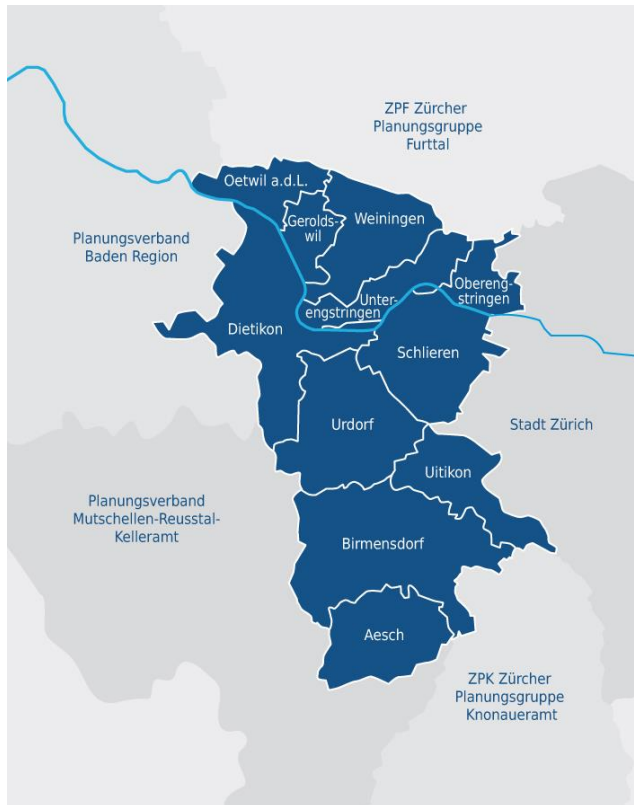 ZPF Zürcher
Planungsgruppe
Furttal
Oetwil a.d.L.
Gerolds-
wil
Weiningen
Planungsverband
Baden Region
Unter-
engstringen
Obereng-
stringen
Dietikon
Schlieren
Urdorf
Stadt Zürich
Uitikon
Planungsverband
Mutschellen-Reusstal-
Kelleramt
Birmensdorf
Aesch
ZPK Zürcher
Planungsgruppe
Knonaueramt